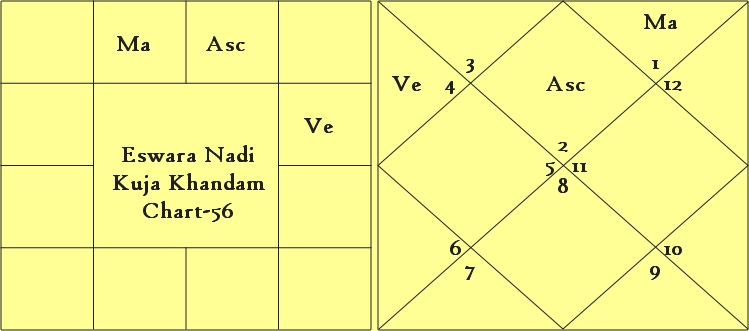 Ma
Asc
Ve
Eswara Nadi
Kuja Khandam
Chart-56
Ma
3
1
Ve
4
Asc
12
2
5
11
8
6
10
7
9